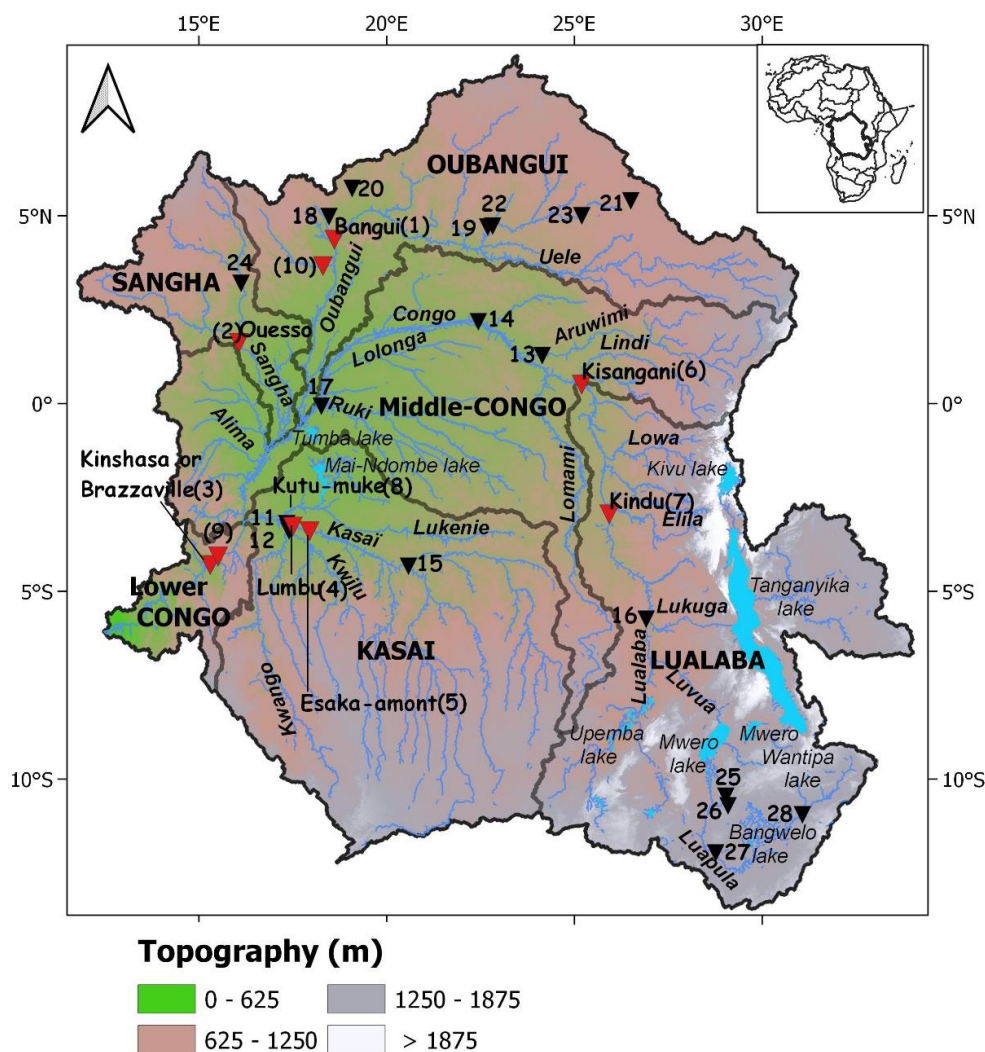 15°E 20°E 25°E 30°E
OUBANGUI
20
5°N 18 22 21 5°N
Bangui(1) 19 23
24 (10) Uele
SANGHA
Oubangui
Congo 14
Aruwimi
(2)Ouesso Lolonga 13 Lindi
Sangha
Kisangani(6)
17
0° Ruki 0°
Middle-CONGO
Alima Tumba lake Lowa
Kinshasa or Mai-Ndombe lake Lomami Kivu lake
Brazzaville(3) Kutu-muke(8) Kindu(7)
11 Elila
(9) 12 Kasaï Lukenie
15
5°S Kwilu 5°S
Lower Lumbu(4) Tanganyika
CONGO lake
16 Lukuga
KASAI
Lualaba LUALABA
Kwango Esaka-amont(5) Luvua
Upemba Mwero Mwero
lake lake Wantipa
lake
10°S 25 10°S
26 28
Bangwelo
27 lake
Luapula
Topography (m)
0 - 625 1250 - 1875
625 - 1250 > 1875